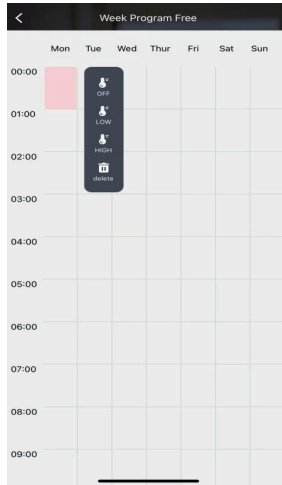 Week Program Free
Mon Tue Wed Thur Fri Sat Sun
00:00
OFF
01:00
LOW
HIGH
02:00
delete
03:00
04:00
05:00
06:00
07:00
08:00
09:00